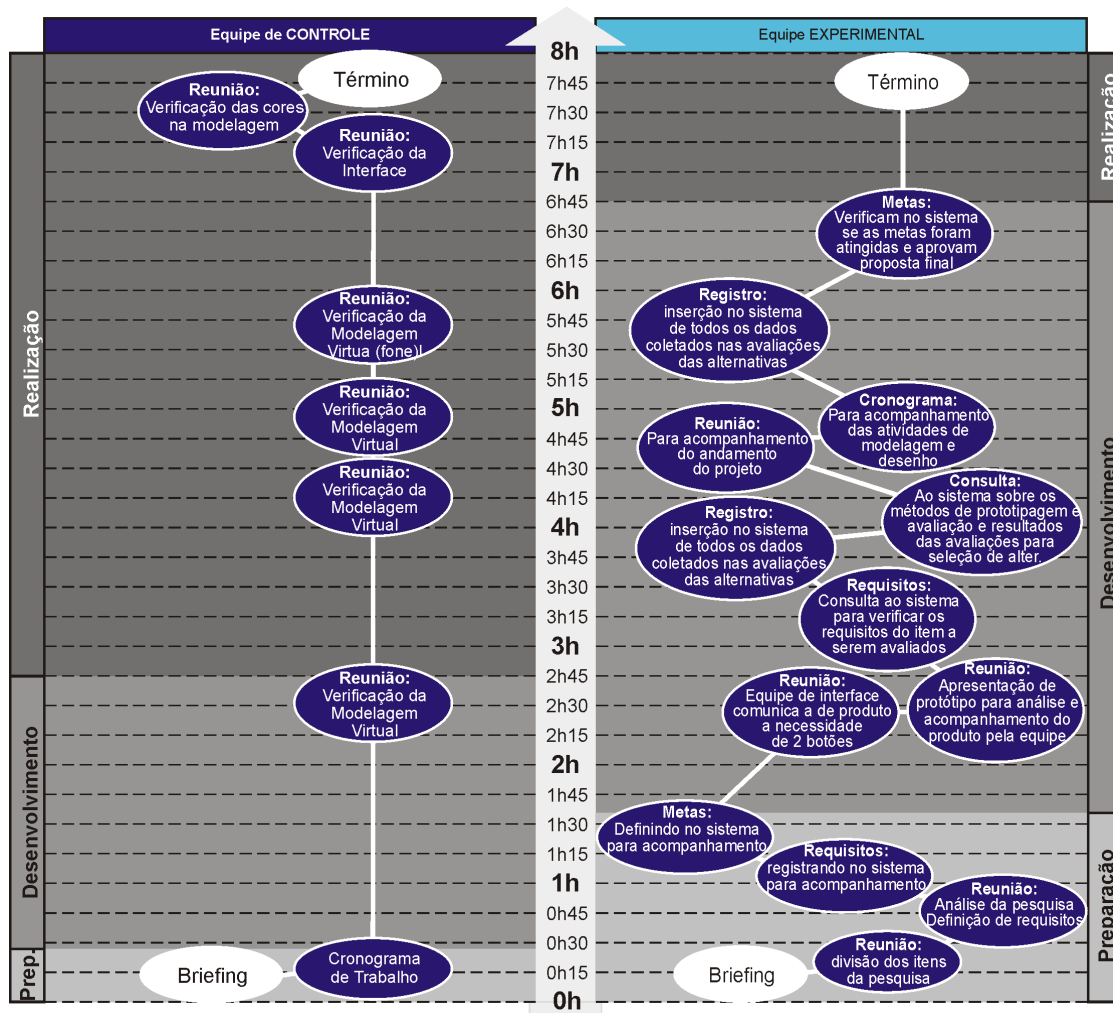 Equipe de CONTROLE
Equipe EXPERIMENTAL
8h
7h45
7h30
7h15
7h
6h45
6h30
6h15
6h
5h45
5h30
5h15
5h
4h45
4h30
4h15
4h
3h45
3h30
3h15
3h
2h45
2h30
2h15
2h
1h45
1h30
1h15
1h
0h45
0h30
0h15
0h
Realização
Desenvolvimento
Prep.
Término
Reunião:
Verificação das cores
na modelagem
Reunião:
Verificação da
Interface
Reunião:
Verificação da
Modelagem
Virtua (fone)l
Reunião:
Verificação da
Modelagem
Virtual
Reunião:
Verificação da
Modelagem
Virtual
Reunião:
Verificação da
Modelagem
Virtual
Cronograma
de Trabalho
Briefing
Término
Metas:
Verificam no sistema
se as metas foram
atingidas e aprovam
proposta final
Registro:
inserção no sistema
de todos os dados
coletados nas avaliações
das alternativas
Cronograma:
Para acompanhamento
das atividades de
modelagem e
desenho
Reunião:
Para acompanhamento
do andamento
do projeto
Consulta:
Ao sistema sobre os
métodos de prototipagem e
avaliação e resultados
das avaliações para
seleção de alter.
Registro:
inserção no sistema
de todos os dados
coletados nas avaliações
das alternativas
Requisitos:
Consulta ao sistema
para verificar os
requisitos do item a
serem avaliados
Reunião:
Apresentação de
protótipo para análise e
acompanhamento do
produto pela equipe
Reunião:
Equipe de interface
comunica a de produto
a necessidade
de 2 botões
Metas:
Definindo no sistema
para acompanhamento
Requisitos:
registrando no sistema
para acompanhamento
Reunião:
Análise da pesquisa
Definição de requisitos
Reunião:
divisão dos itens
da pesquisa
Briefing
Realização
Desenvolvimento
Preparação